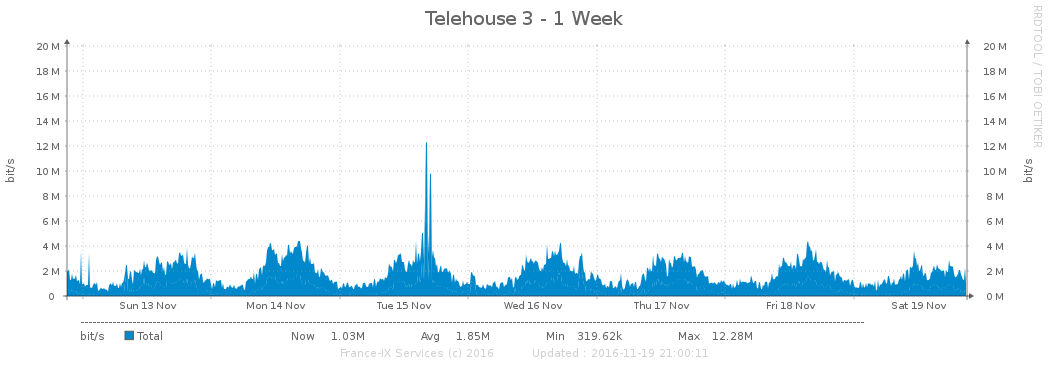 Telehouse 3 - 1 Week
RRDTOOL / TOBI OETIKER
bit/s
20 M
18 M
16 M
14 M
12 M
10 M
8 M
6 M
4 M
2 M
0
20 M
18 M
16 M
14 M
12 M
10 M
8 M
6 M
4 M
2 M
0 M
bit/s
Sun 13 Nov Mon 14 Nov Tue 15 Nov Wed 16 Nov Thu 17 Nov Fri 18 Nov Sat 19 Nov
bit/s Total Now 1.03M Avg 1.85M Min 319.62k Max 12.28M
France-IX Services (c) 2016 Updated : 2016-11-19 21:00:11